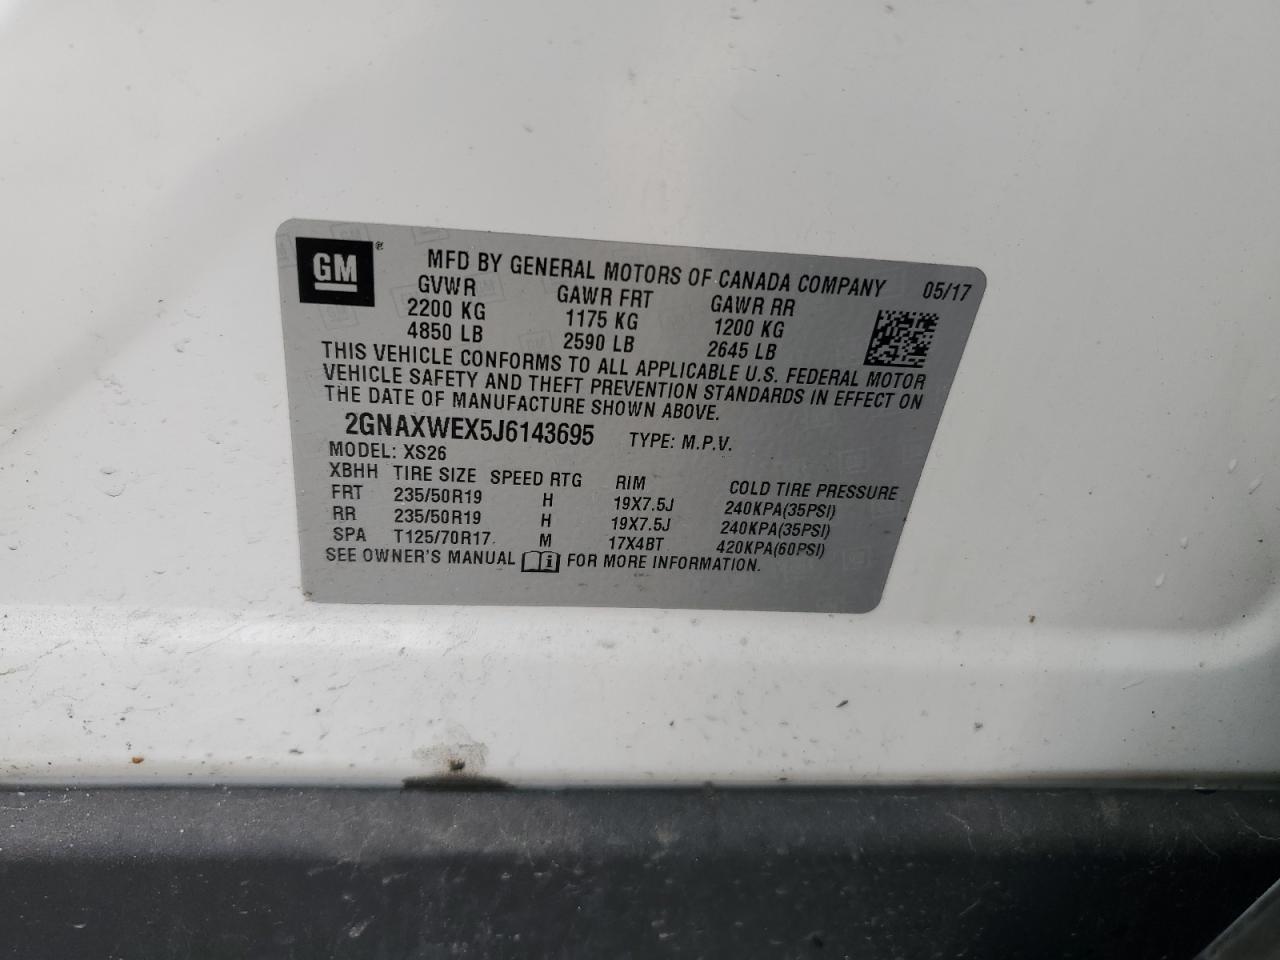 GM ®
MFD BY GENERAL MOTORS OF CANADA COMPANY 05/17
GVWR GAWR FRT GAWR RR
2200 KG 1175 KG 1200 KG
4850 LB 2590 LB 2645 LB
THIS VEHICLE CONFORMS TO ALL APPLICABLE U.S. FEDERAL MOTOR
VEHICLE SAFETY AND THEFT PREVENTION STANDARDS IN EFFECT ON
THE DATE OF MANUFACTURE SHOWN ABOVE.
2GNAXWEX5J6143695 TYPE: M.P.V.
MODEL: XS26
XBHH TIRE SIZE SPEED RTG RIM COLD TIRE PRESSURE
FRT 235/50R19 H 19X7.5J 240KPA(35PSI)
RR 235/50R19 H 19X7.5J 240KPA(35PSI)
SPA T125/70R17 M 17X4BT 420KPA(60PSI)
SEE OWNER'S MANUAL i FOR MORE INFORMATION.